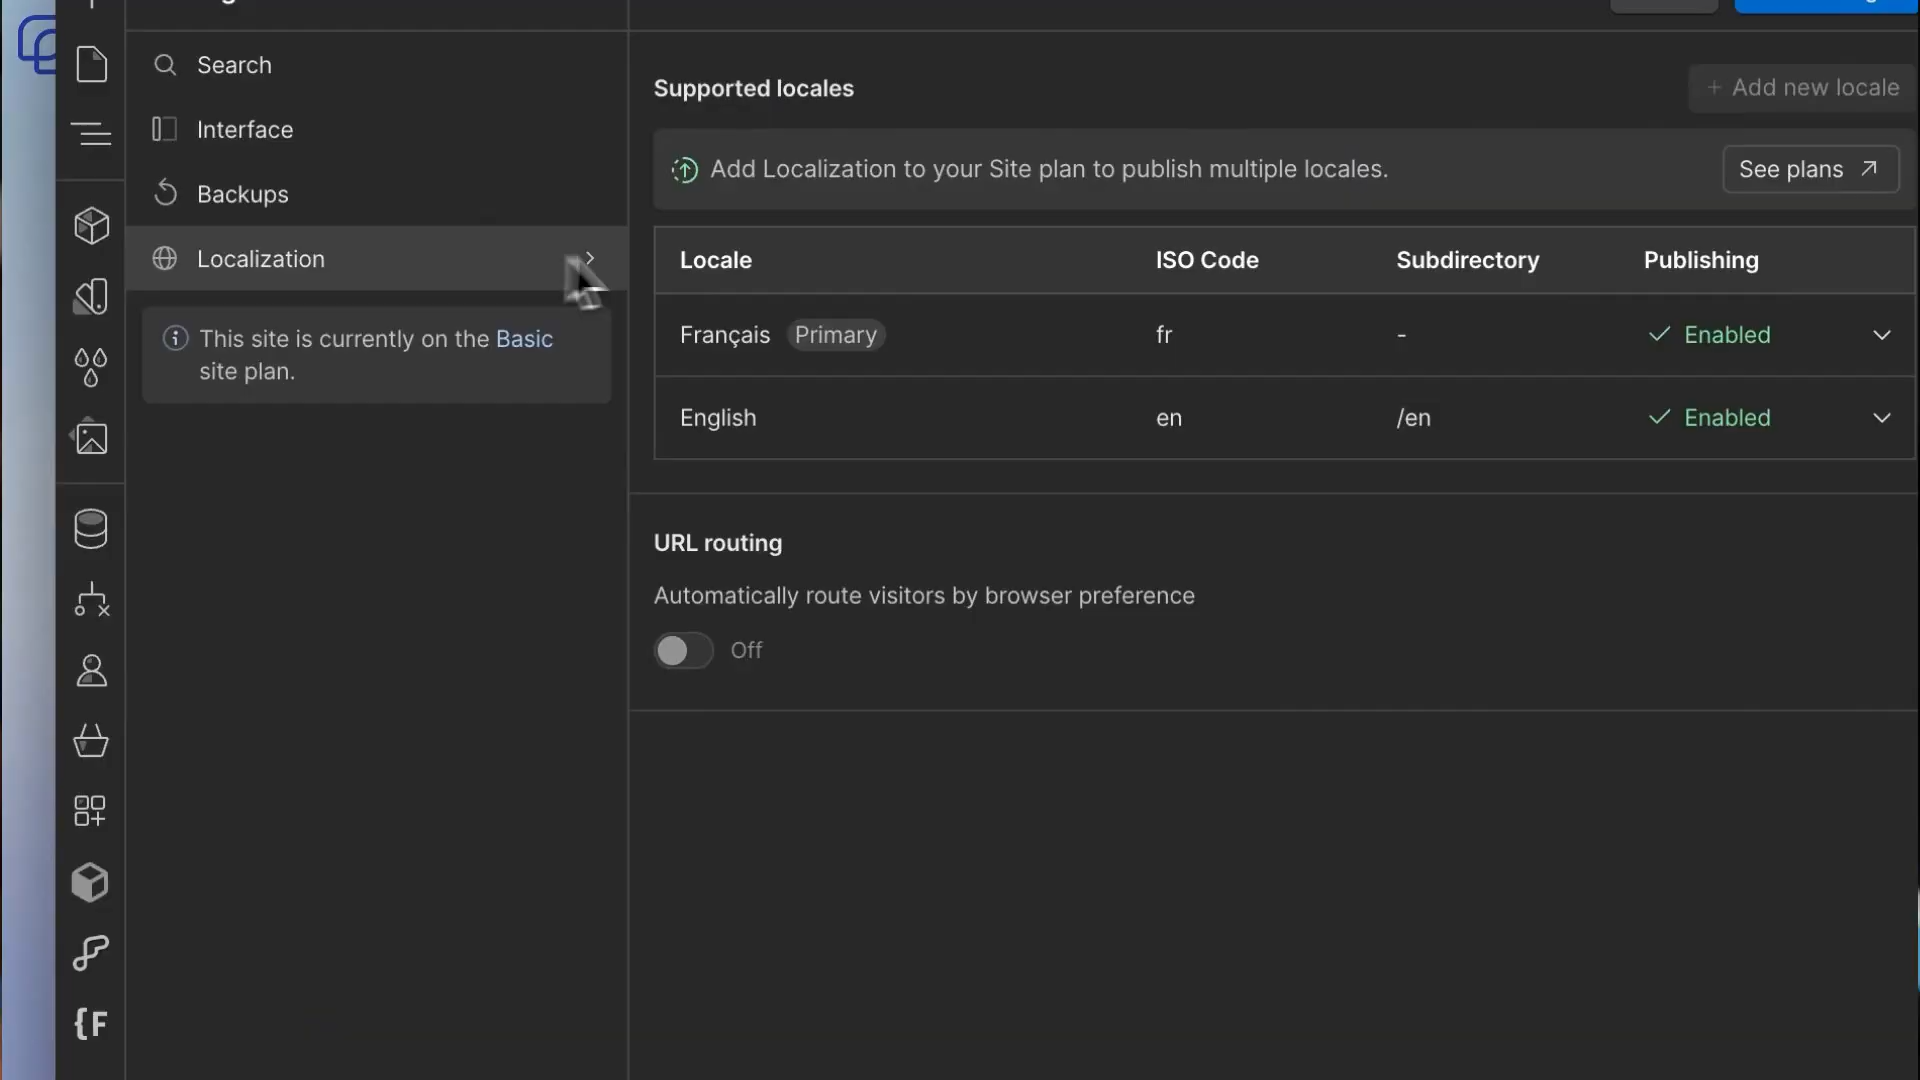 Search
Interface
Backups
Localization
This site is currently on the Basic
site plan.
Supported locales
+ Add new locale
Add Localization to your Site plan to publish multiple locales.
See plans
Locale ISO Code Subdirectory Publishing
Français Primary fr - Enabled
English en /en Enabled
URL routing
Automatically route visitors by browser preference
Off
{F